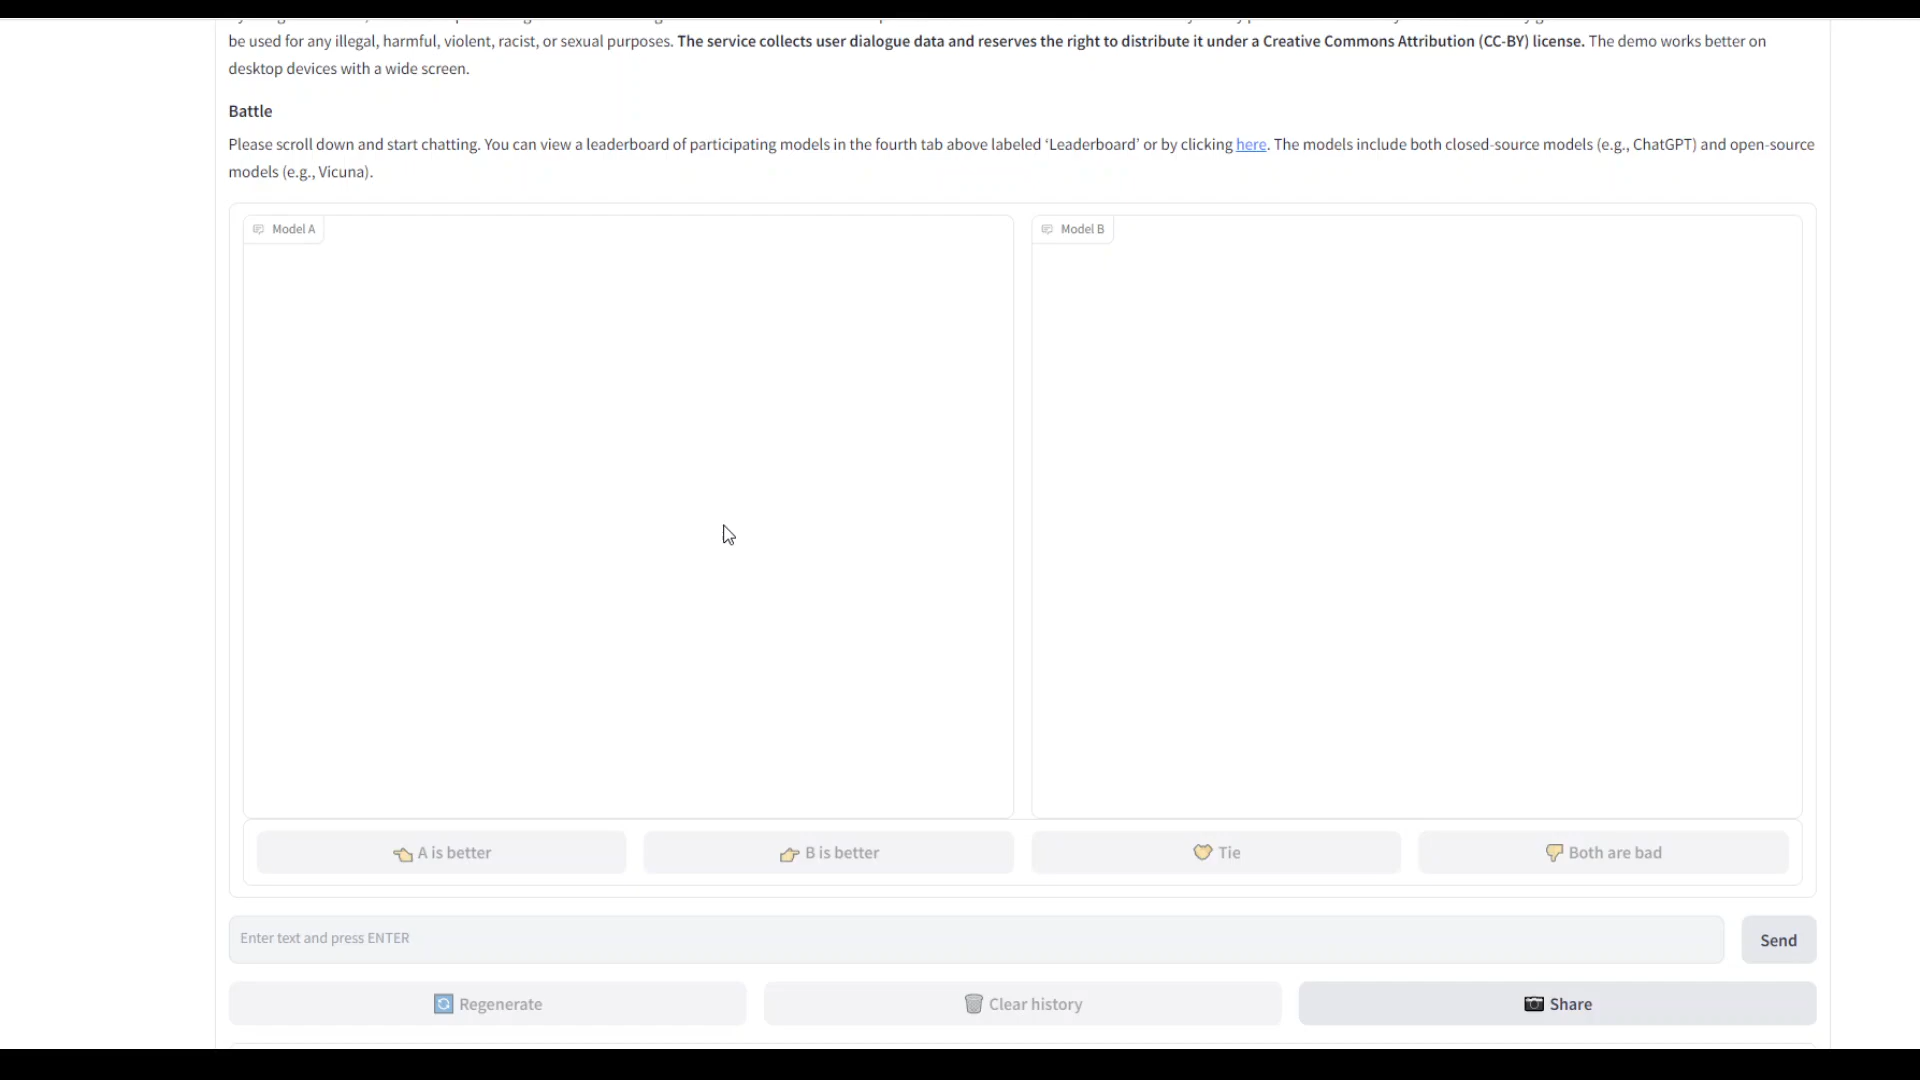 be used for any illegal, harmful, violent, racist, or sexual purposes. The service collects user dialogue data and reserves the right to distribute it under a Creative Commons Attribution (CC-BY) license. The demo works better on
desktop devices with a wide screen.
Battle
Please scroll down and start chatting. You can view a leaderboard of participating models in the fourth tab above labeled ‘Leaderboard’ or by clicking here. The models include both closed-source models (e.g., ChatGPT) and open-source
models (e.g., Vicuna).
Model A
Model B
A is better
B is better
Tie
Both are bad
Enter text and press ENTER
Send
Regenerate
Clear history
Share